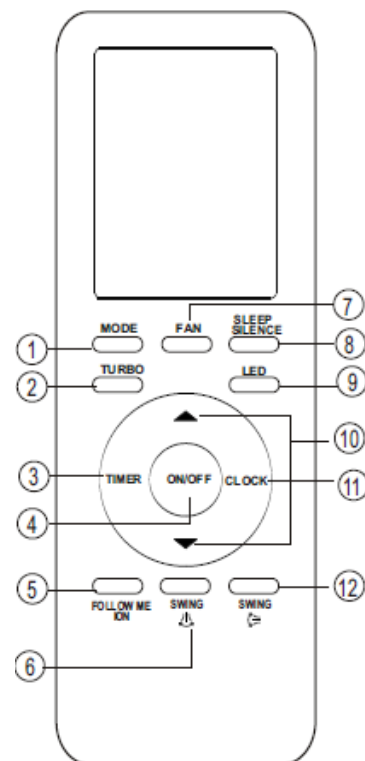 7
MODE
FAN
SLEEP
SILENCE
1
8
TURBO
LED
2
9
10
3
TIMER
ON/OFF
CLOCK
11
4
5
12
FOLLOW ME
ION
SWING
SWING
6